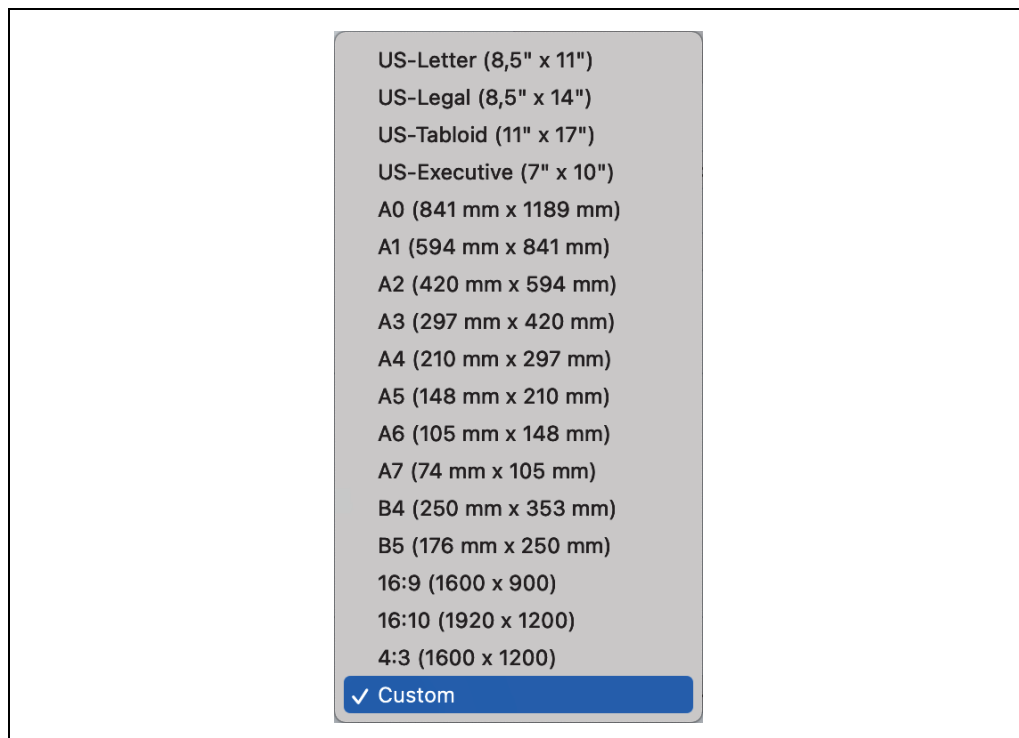 US-Letter (8,5" x 11")
US-Legal (8,5" x 14")
US-Tabloid (11" x 17")
US-Executive (7" x 10")
A0 (841 mm x 1189 mm)
A1 (594 mm x 841 mm)
A2 (420 mm x 594 mm)
A3 (297 mm x 420 mm)
A4 (210 mm x 297 mm)
A5 (148 mm x 210 mm)
A6 (105 mm x 148 mm)
A7 (74 mm x 105 mm)
B4 (250 mm x 353 mm)
B5 (176 mm x 250 mm)
16:9 (1600 x 900)
16:10 (1920 x 1200)
4:3 (1600 x 1200)
✓ Custom